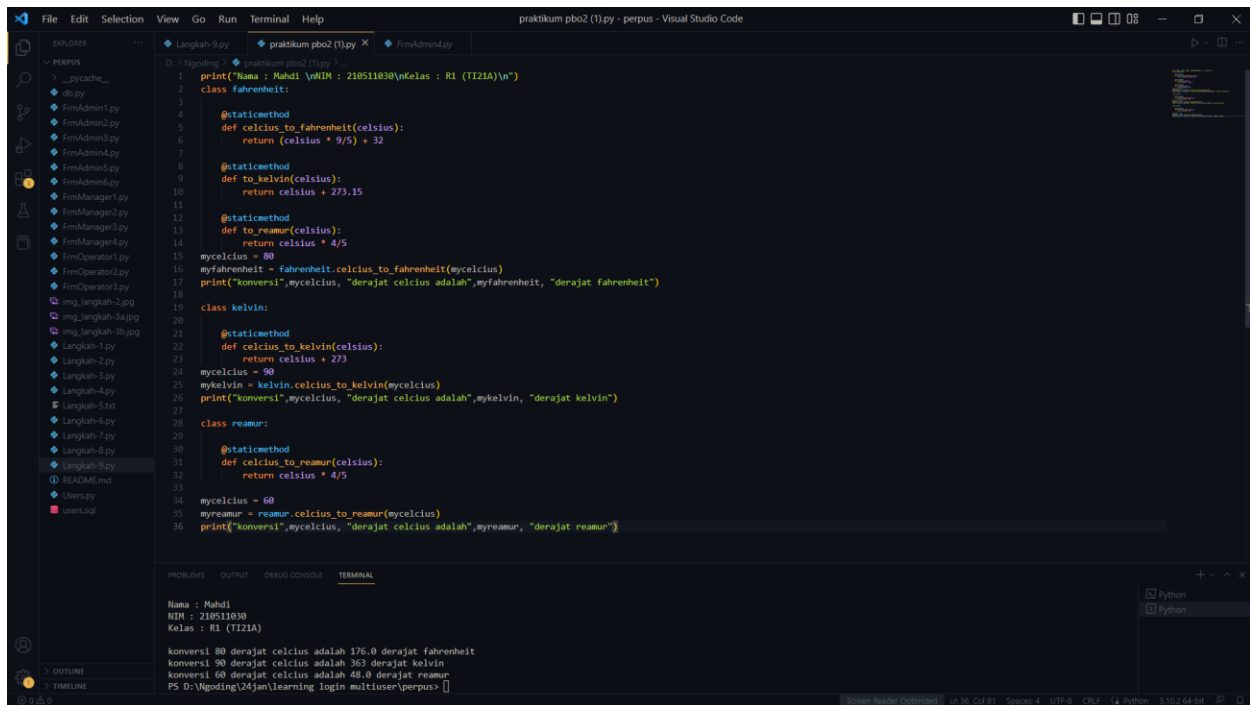 File Edit Selection View Go Run Terminal Help praktikum pbo2 (1).py - perpus - Visual Studio Code
EXPLORER
PERPUS
__pycache__
db.py
FrmAdmin1.py
FrmAdmin2.py
FrmAdmin3.py
FrmAdmin4.py
FrmAdmin5.py
FrmAdmin6.py
FrmManager1.py
FrmManager2.py
FrmManager3.py
FrmManager4.py
FrmOperator1.py
FrmOperator2.py
FrmOperator3.py
img_langkah-2.jpg
img_langkah-3a.jpg
img_langkah-3b.jpg
Langkah-1.py
Langkah-2.py
Langkah-3.py
Langkah-4.py
Langkah-5.txt
Langkah-6.py
Langkah-7.py
Langkah-8.py
Langkah-9.py
README.md
Users.py
users.sql
OUTLINE
TIMELINE
Langkah-9.py praktikum pbo2 (1).py FrmAdmin4.py
D: > Ngoding > praktikum pbo2 (1).py > ...
1 print("Nama : Mahdi \nNIM : 210511030\nKelas : R1 (TI21A)\n")
2 class fahrenheit:
3
4 @staticmethod
5 def celcius_to_fahrenheit(celsius):
6 return (celsius * 9/5) + 32
7
8 @staticmethod
9 def to_kelvin(celsius):
10 return celsius + 273.15
11
12 @staticmethod
13 def to_reamur(celsius):
14 return celsius * 4/5
15 mycelcius = 80
16 myfahrenheit = fahrenheit.celcius_to_fahrenheit(mycelcius)
17 print("konversi",mycelcius, "derajat celcius adalah",myfahrenheit, "derajat fahrenheit")
18
19 class kelvin:
20
21 @staticmethod
22 def celcius_to_kelvin(celsius):
23 return celsius + 273
24 mycelcius = 90
25 mykelvin = kelvin.celcius_to_kelvin(mycelcius)
26 print("konversi",mycelcius, "derajat celcius adalah",mykelvin, "derajat kelvin")
27
28 class reamur:
29
30 @staticmethod
31 def celcius_to_reamur(celsius):
32 return celsius * 4/5
33
34 mycelcius = 60
35 myreamur = reamur.celcius_to_reamur(mycelcius)
36 print("konversi",mycelcius, "derajat celcius adalah",myreamur, "derajat reamur")
PROBLEMS OUTPUT DEBUG CONSOLE TERMINAL
Nama : Mahdi
NIM : 210511030
Kelas : R1 (TI21A)
konversi 80 derajat celcius adalah 176.0 derajat fahrenheit
konversi 90 derajat celcius adalah 363 derajat kelvin
konversi 60 derajat celcius adalah 48.0 derajat reamur
PS D:\Ngoding\24jan\learning login multiuser\perpus>
Python
Python
0 0 Screen Reader Optimized Ln 36, Col 81 Spaces: 4 UTF-8 CRLF Python 3.10.2 64-bit